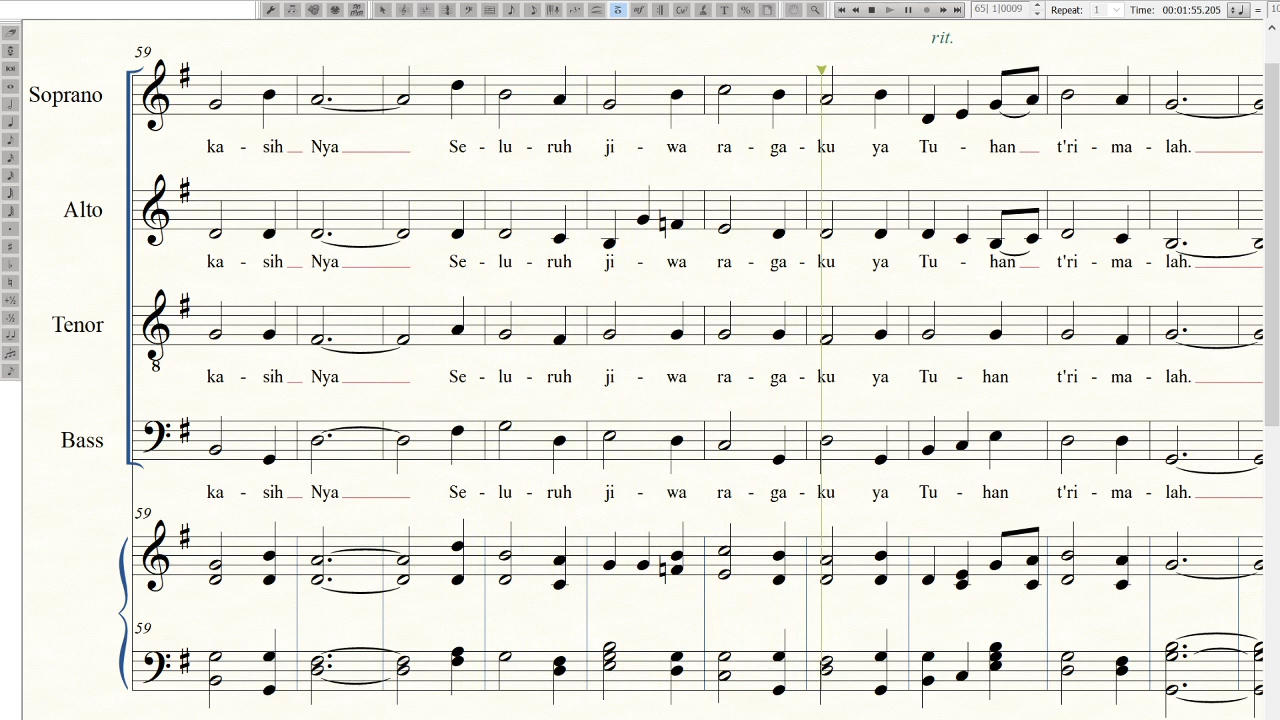 65| 1|0009 Repeat: 1 Time: 00:01:55.205 =
rit.
59
Soprano
ka - sih Nya Se - lu - ruh ji - wa ra - ga - ku ya Tu - han t'ri - ma - lah.
Alto
ka - sih Nya Se - lu - ruh ji - wa ra - ga - ku ya Tu - han t'ri - ma - lah.
Tenor
8
ka - sih Nya Se - lu - ruh ji - wa ra - ga - ku ya Tu - han t'ri - ma - lah.
Bass
ka - sih Nya Se - lu - ruh ji - wa ra - ga - ku ya Tu - han t'ri - ma - lah.
59
59